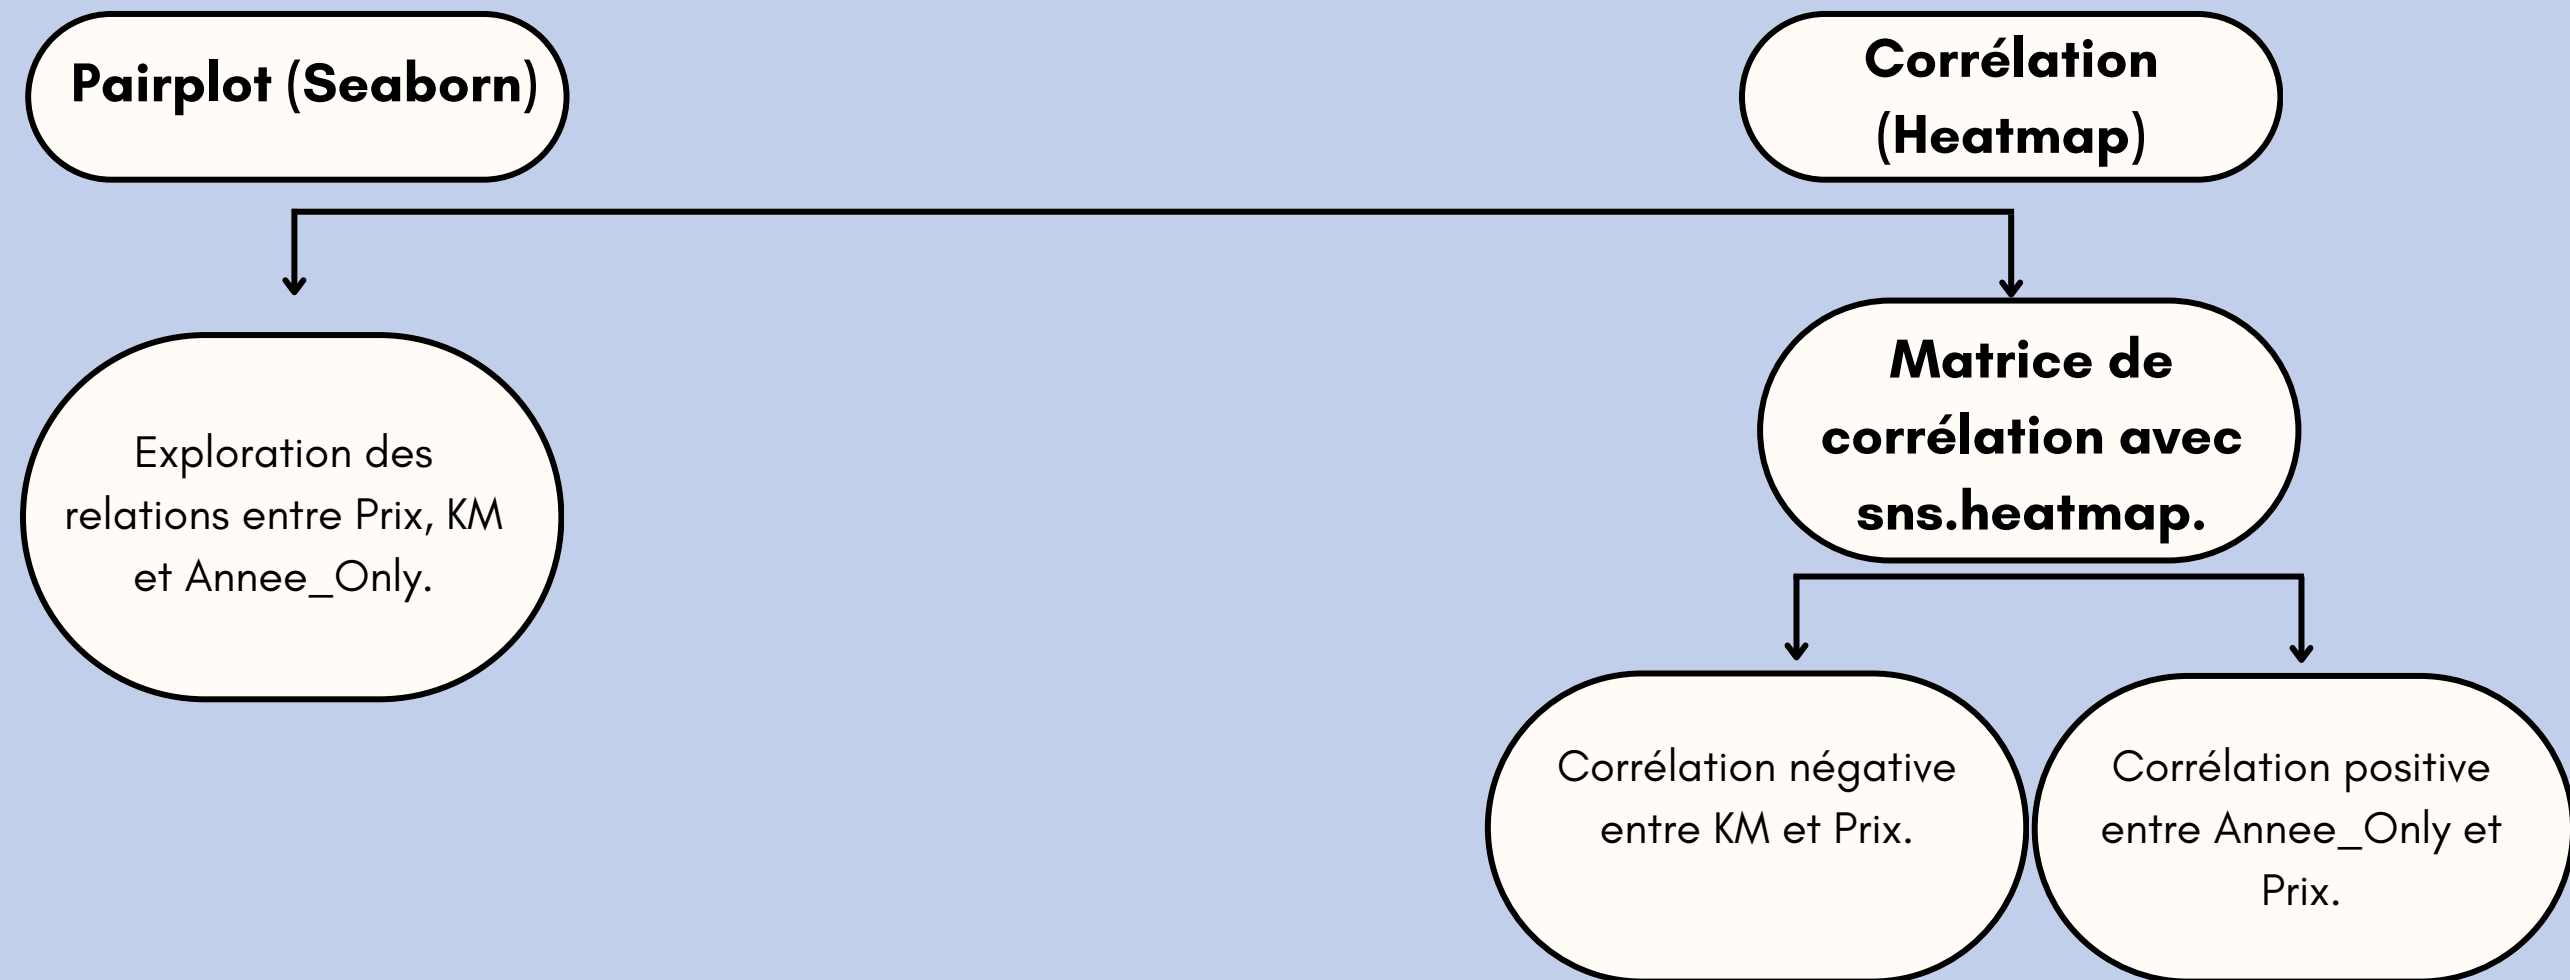 Pairplot (Seaborn)
Corrélation
(Heatmap)
Exploration des
relations entre Prix, KM
et Annee_Only.
Matrice de
corrélation avec
sns.heatmap.
Corrélation négative
entre KM et Prix.
Corrélation positive
entre Annee_Only et
Prix.